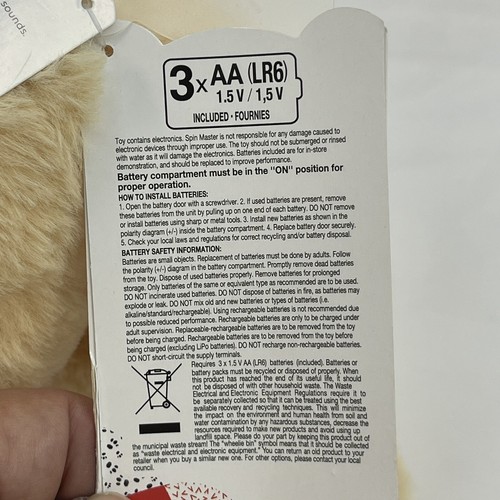 sounds.
3 x AA (LR6)
1.5 V / 1,5 V
INCLUDED • FOURNIES
Toy contains electronics. Spin Master is not responsible for any damage caused to
electronic devices through improper use. The toy should not be submerged or rinsed
with water as it will damage the electronics. Batteries included are for in-store
demonstration, and should be replaced to improve performance.
Battery compartment must be in the "ON" position for
proper operation.
HOW TO INSTALL BATTERIES:
1. Open the battery door with a screwdriver. 2. If used batteries are present, remove
these batteries from the unit by pulling up on one end of each battery. DO NOT remove
or install batteries using sharp or metal tools. 3. Install new batteries as shown in the
polarity diagram (+/-) inside the battery compartment. 4. Replace battery door securely.
5. Check your local laws and regulations for correct recycling and/or battery disposal.
BATTERY SAFETY INFORMATION:
Batteries are small objects. Replacement of batteries must be done by adults. Follow
the polarity (+/-) diagram in the battery compartment. Promptly remove dead batteries
from the toy. Dispose of used batteries properly. Remove batteries for prolonged
storage. Only batteries of the same or equivalent type as recommended are to be used.
DO NOT incinerate used batteries. DO NOT dispose of batteries in fire, as batteries may
explode or leak. DO NOT mix old and new batteries or types of batteries (i.e.
alkaline/standard/rechargeable). Using rechargeable batteries is not recommended due
to possible reduced performance. Rechargeable batteries are only to be charged under
adult supervision. Replaceable-rechargeable batteries are to be removed from the toy
before being charged. Rechargeable batteries are to be removed from the toy before
being charged (excluding LiPo batteries). DO NOT recharge non-rechargeable batteries.
DO NOT short-circuit the supply terminals.
Requires 3 x 1.5 V AA (LR6) batteries (included). Batteries or
battery packs must be recycled or disposed of properly. When
this product has reached the end of its useful life, it should
not be disposed of with other household waste. The Waste
Electrical and Electronic Equipment Regulations require it to
be separately collected so that it can be treated using the best
available recovery and recycling techniques. This will minimize
the impact on the environment and human health from soil and
water contamination by any hazardous substances, decrease the
resources required to make new products and avoid using up
landfill space. Please do your part by keeping this product out of
the municipal waste stream! The "wheelie bin" symbol means that it should be collected
as "waste electrical and electronic equipment." You can return an old product to your
retailer when you buy a similar new one. For other options, please contact your local
council.